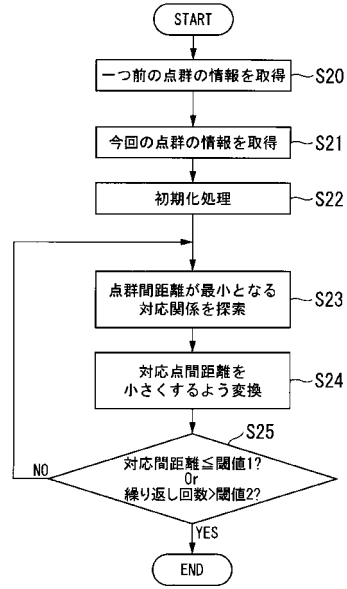 START
一つ前の点群の情報を取得
S20
今回の点群の情報を取得
S21
初期化処理
S22
点群間距離が最小となる
対応関係を探索
S23
対応点間距離を
小さくするよう変換
S24
S25
対応間距離≦閾値1?
Or
繰り返し回数>閾値2?
NO
YES
END